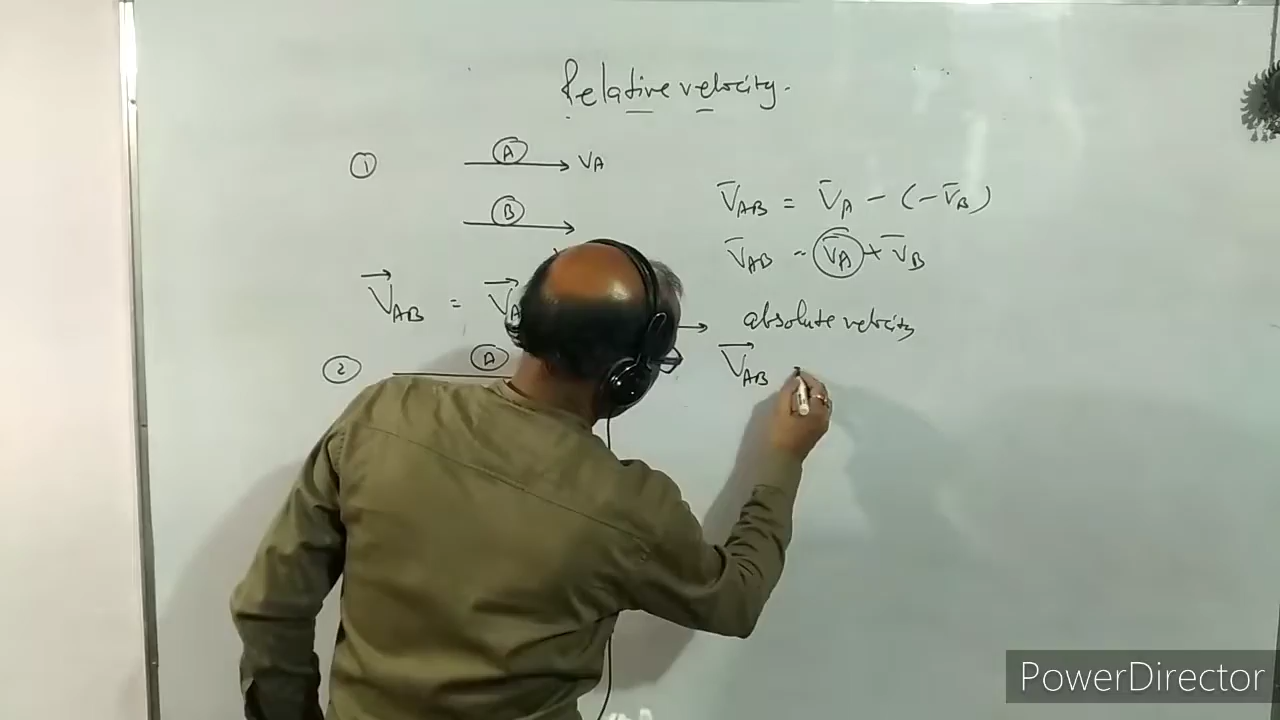 Relative velocity.
① Ⓐ VA
Ⓑ
V̅AB = V̅A - (-V̅B)
V̅AB - V̅A + V̅B
V⃗AB = V⃗A
absolute velocity
② Ⓐ
V⃗AB
PowerDirector